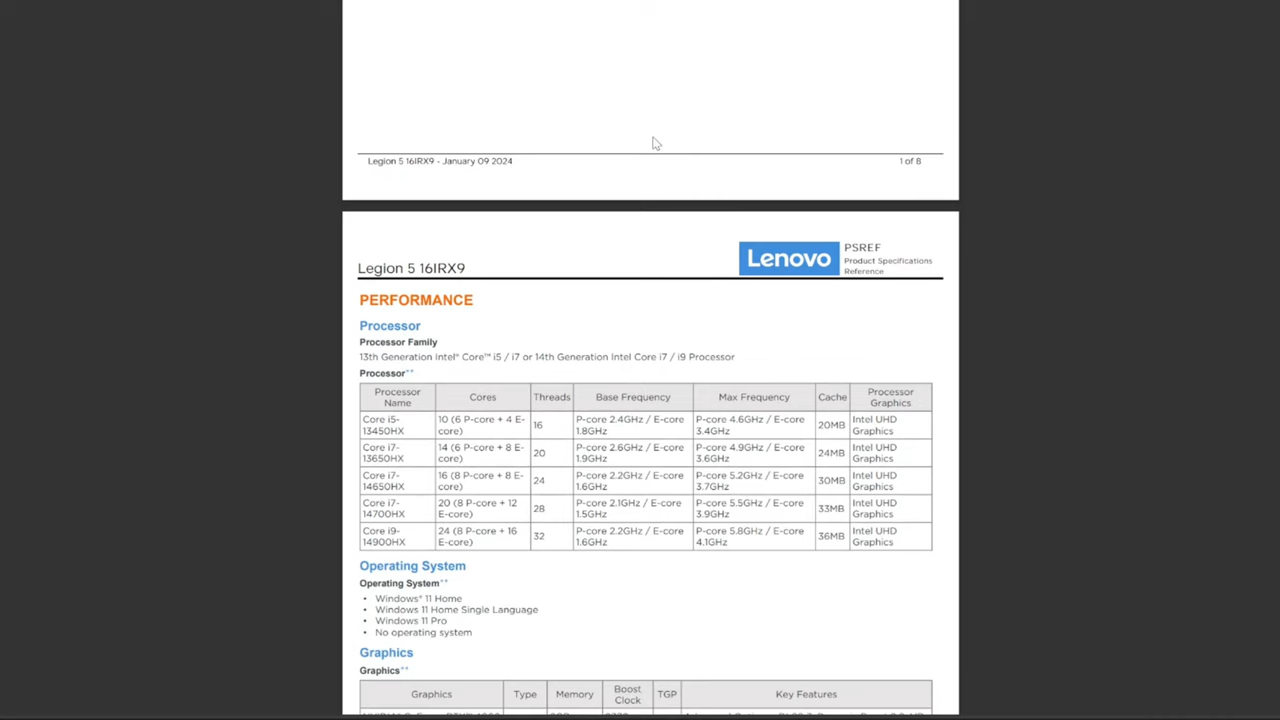 Legion 5 16IRX9 - January 09 2024 1 of 8
Lenovo
PSREF
Product Specifications
Reference
Legion 5 16IRX9
PERFORMANCE
Processor
Processor Family
13th Generation Intel® Core™ i5 / i7 or 14th Generation Intel Core i7 / i9 Processor
Processor**
Processor Name Cores Threads Base Frequency Max Frequency Cache Processor Graphics
Core i5-13450HX 10 (6 P-core + 4 E-core) 16 P-core 2.4GHz / E-core 1.8GHz P-core 4.6GHz / E-core 3.4GHz 20MB Intel UHD Graphics
Core i7-13650HX 14 (6 P-core + 8 E-core) 20 P-core 2.6GHz / E-core 1.9GHz P-core 4.9GHz / E-core 3.6GHz 24MB Intel UHD Graphics
Core i7-14650HX 16 (8 P-core + 8 E-core) 24 P-core 2.2GHz / E-core 1.6GHz P-core 5.2GHz / E-core 3.7GHz 30MB Intel UHD Graphics
Core i7-14700HX 20 (8 P-core + 12 E-core) 28 P-core 2.1GHz / E-core 1.5GHz P-core 5.5GHz / E-core 3.9GHz 33MB Intel UHD Graphics
Core i9-14900HX 24 (8 P-core + 16 E-core) 32 P-core 2.2GHz / E-core 1.6GHz P-core 5.8GHz / E-core 4.1GHz 36MB Intel UHD Graphics
Operating System
Operating System**
• Windows® 11 Home
• Windows 11 Home Single Language
• Windows 11 Pro
• No operating system
Graphics
Graphics**
Graphics Type Memory Boost Clock TGP Key Features